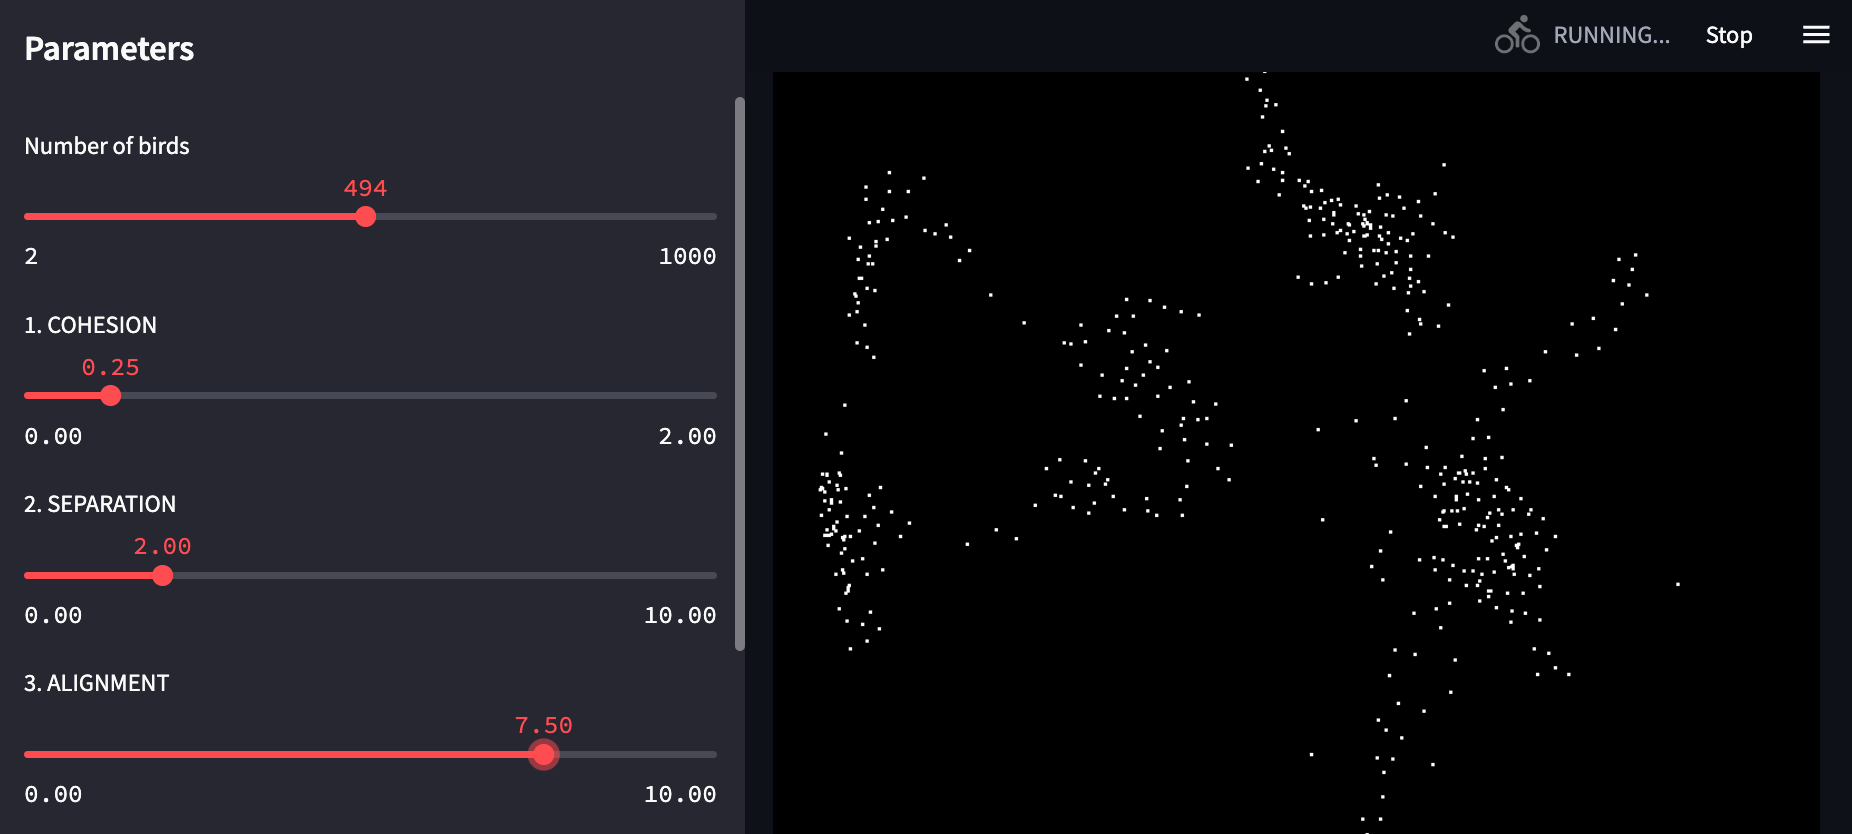 Parameters
RUNNING...
Stop
Number of birds
494
2
1000
1. COHESION
0.25
0.00
2.00
2. SEPARATION
2.00
0.00
10.00
3. ALIGNMENT
7.50
0.00
10.00